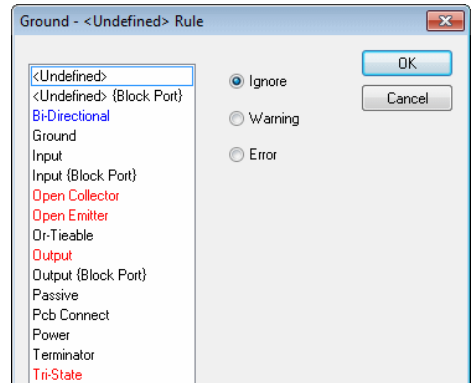 Ground - <Undefined> Rule
<Undefined>
<Undefined> {Block Port}
Bi-Directional
Ground
Input
Input {Block Port}
Open Collector
Open Emitter
Or-Tieable
Output
Output {Block Port}
Passive
Pcb Connect
Power
Terminator
Tri-State
Ignore
Warning
Error
OK
Cancel